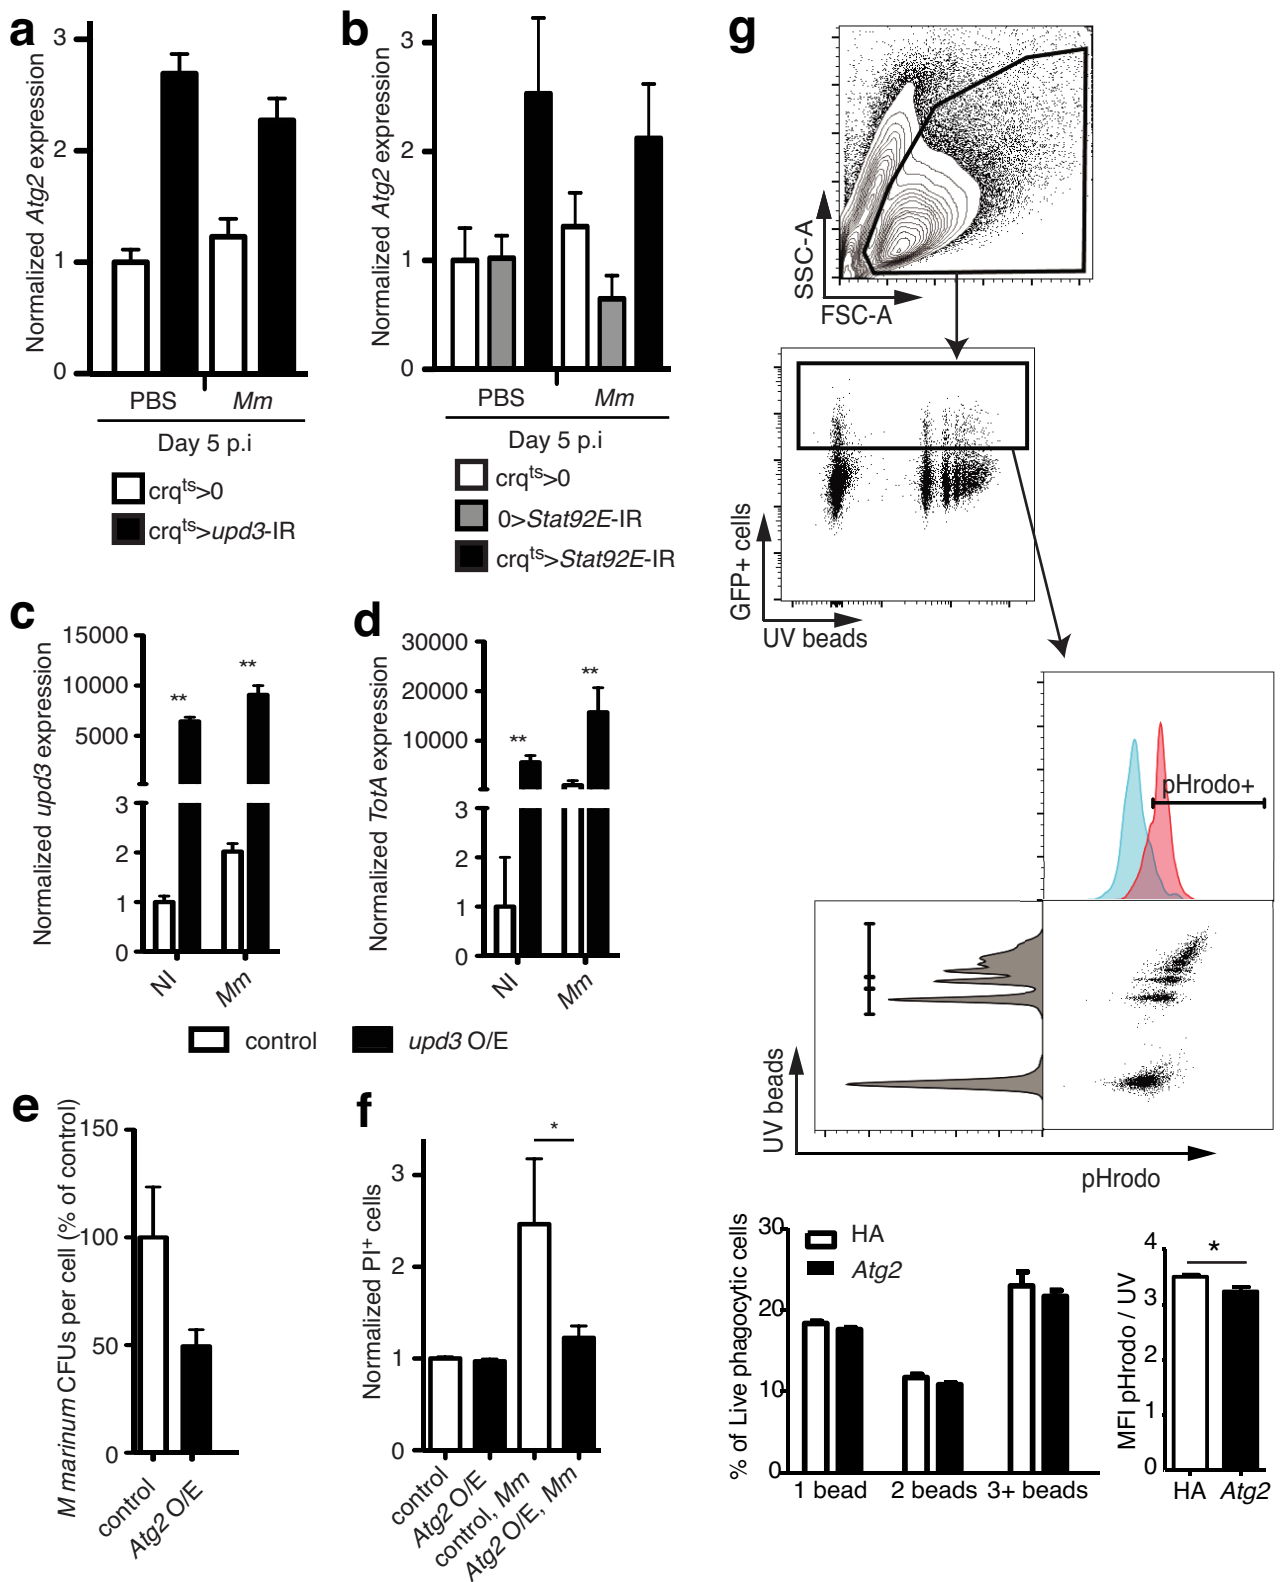 a
Normalized Atg2 expression
3
2
1
0
PBS
Mm
Day 5 p.i
crqts>0
crqts>upd3-IR
b
Normalized Atg2 expression
3
2
1
0
PBS
Mm
Day 5 p.i
crqts>0
0>Stat92E-IR
crqts>Stat92E-IR
c
Normalized upd3 expression
15000
10000
5000
3
2
1
0
**
**
NI
Mm
d
Normalized TotA expression
30000
20000
10000
3
2
1
0
**
**
NI
Mm
control
upd3 O/E
e
M marinum CFUs per cell (% of control)
150
100
50
0
control
Atg2 O/E
f
Normalized PI+ cells
3
2
1
0
*
control
Atg2 O/E
control, Mm
Atg2 O/E, Mm
g
SSC-A
FSC-A
GFP+ cells
UV beads
pHrodo+
UV beads
pHrodo
% of Live phagocytic cells
30
20
10
0
HA
Atg2
1 bead
2 beads
3+ beads
MFI pHrodo / UV
4
3
2
1
0
*
HA
Atg2